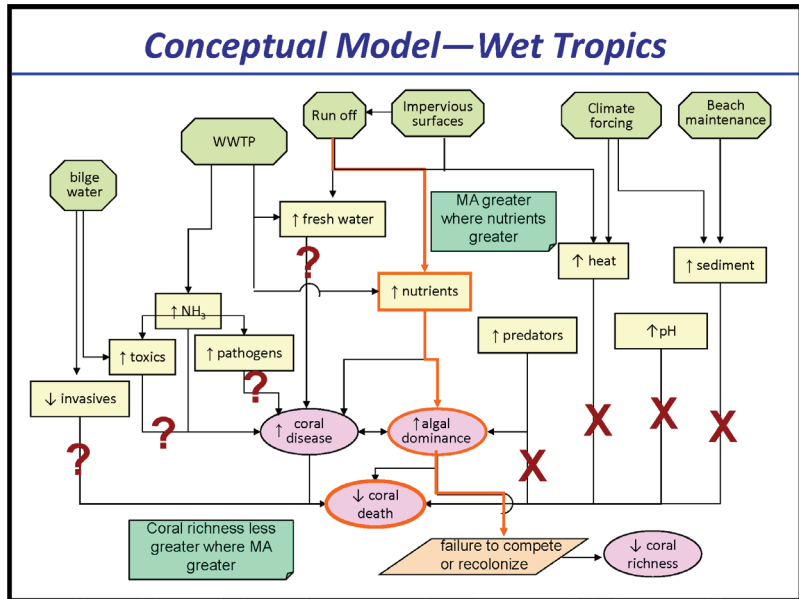 Conceptual Model—Wet Tropics
Run off
Impervious
surfaces
Climate
forcing
Beach
maintenance
WWTP
bilge
water
MA greater
where nutrients
greater
↑ fresh water
?
↑ heat
↑ sediment
↑ nutrients
↑ NH₃
↑ predators
↑pH
↑ toxics
↑ pathogens
?
↓ invasives
?
?
↑ coral
disease
↑algal
dominance
X
X
X
X
↓ coral
death
Coral richness less
greater where MA
greater
failure to compete
or recolonize
↓ coral
richness